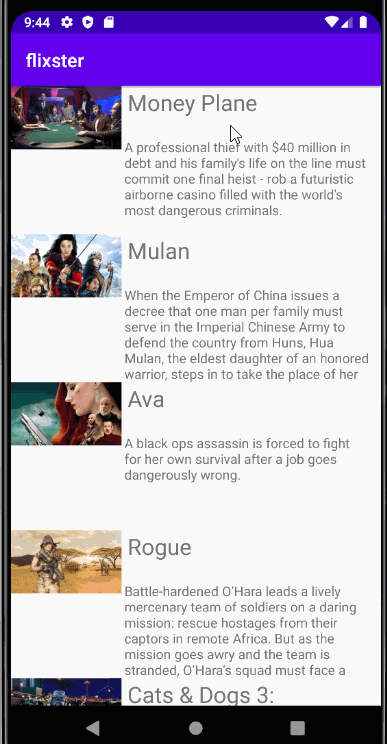 9:44
flixster
Money Plane
A professional thief with $40 million in
debt and his family's life on the line must
commit one final heist - rob a futuristic
airborne casino filled with the world's
most dangerous criminals.
Mulan
When the Emperor of China issues a
decree that one man per family must
serve in the Imperial Chinese Army to
defend the country from Huns, Hua
Mulan, the eldest daughter of an honored
warrior, steps in to take the place of her
Ava
A black ops assassin is forced to fight
for her own survival after a job goes
dangerously wrong.
Rogue
Battle-hardened O'Hara leads a lively
mercenary team of soldiers on a daring
mission: rescue hostages from their
captors in remote Africa. But as the
mission goes awry and the team is
stranded, O'Hara's squad must face a
Cats & Dogs 3: